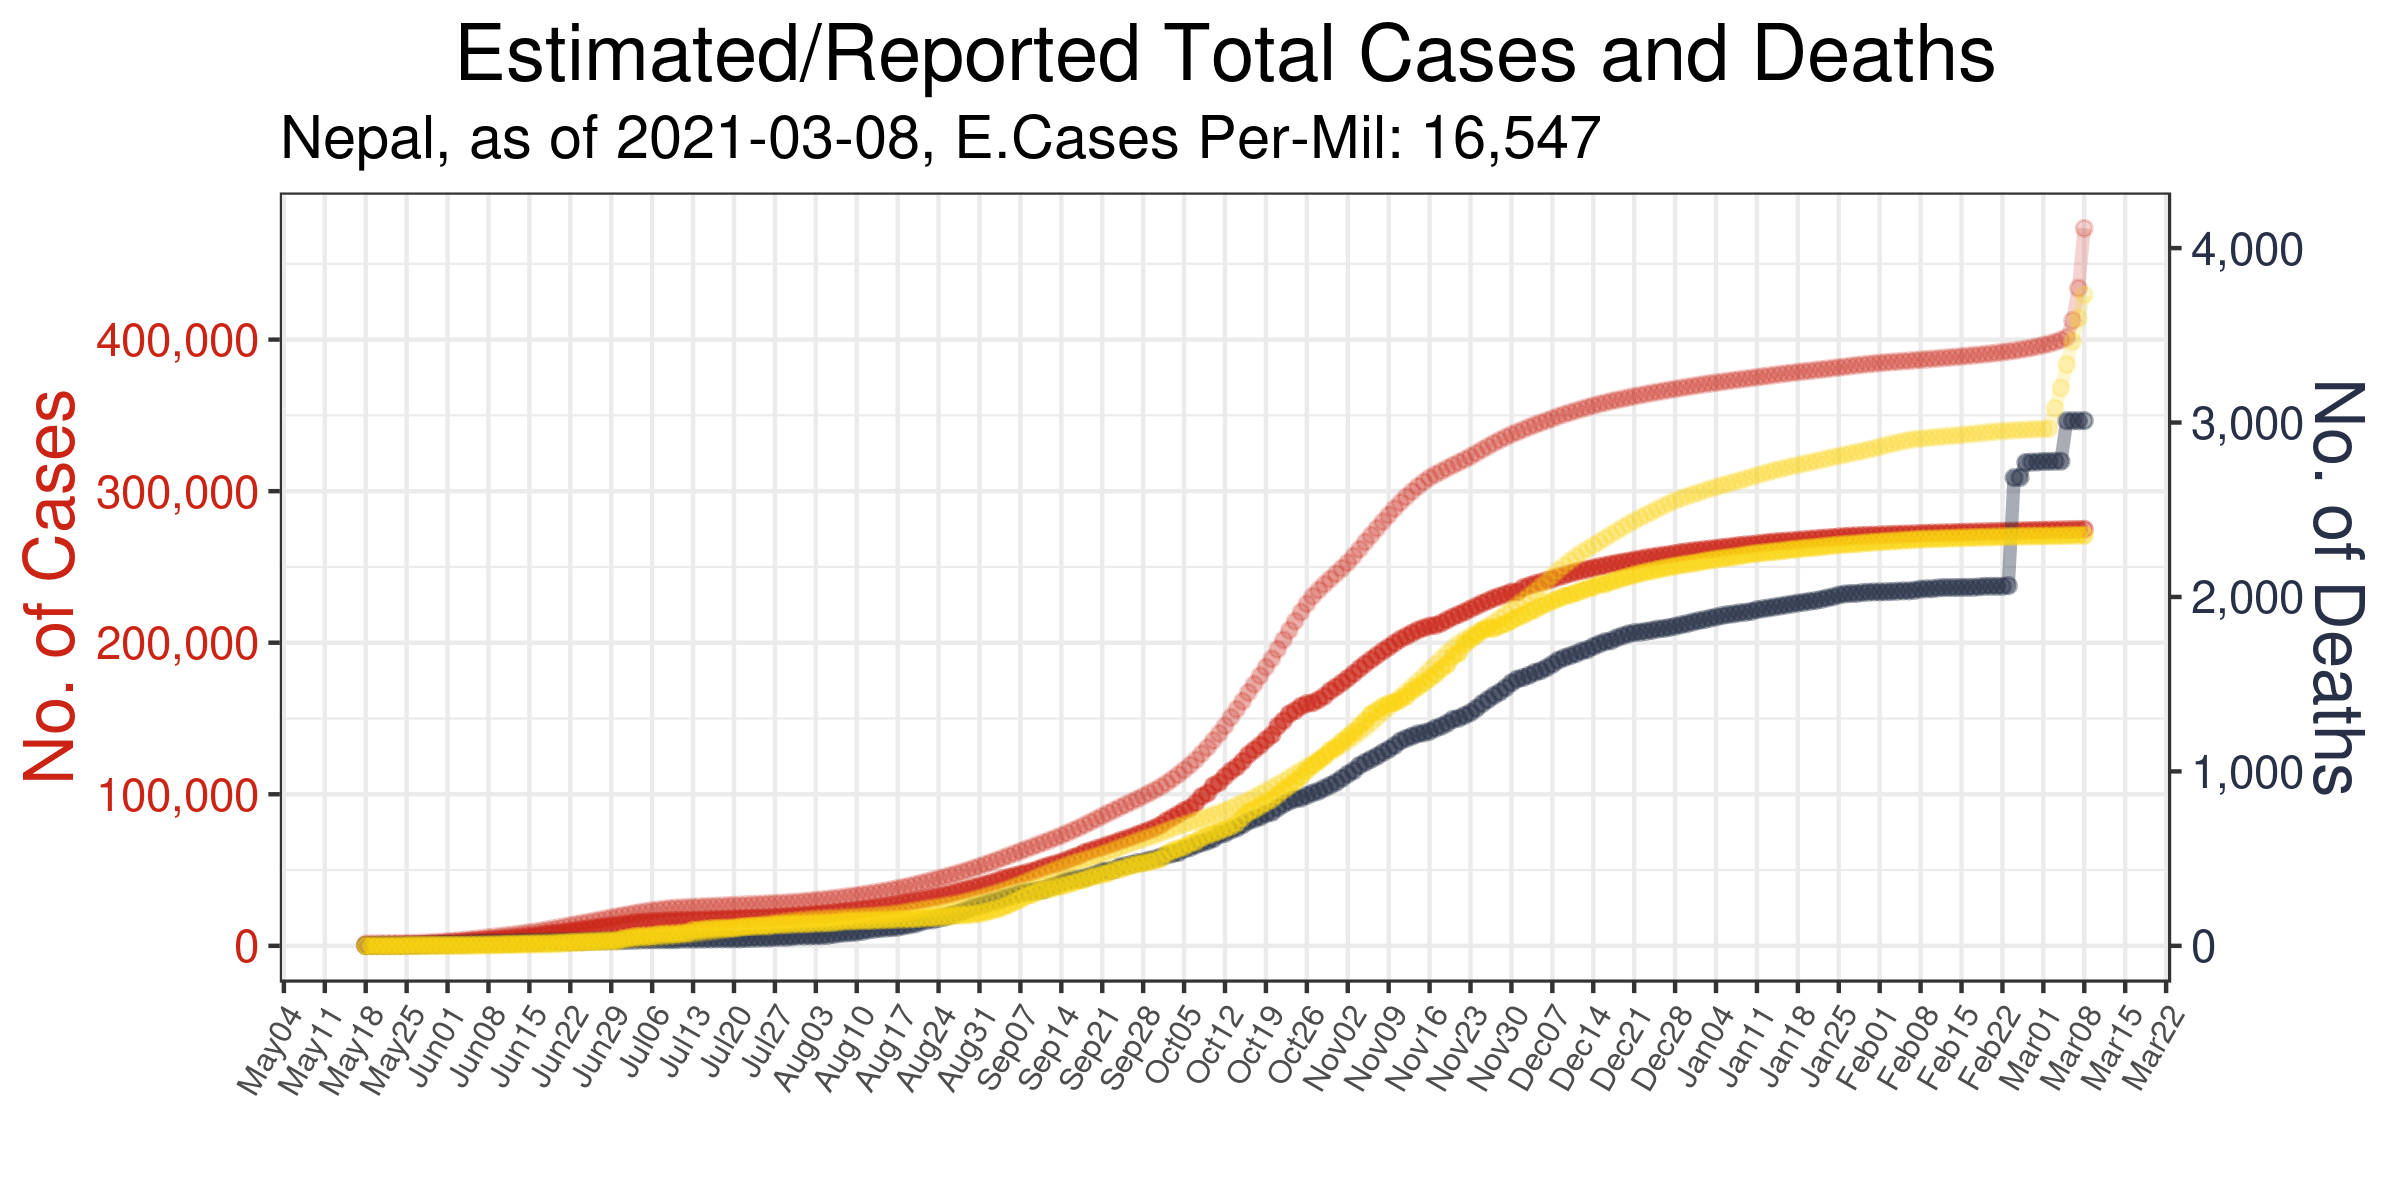 Estimated/Reported Total Cases and Deaths
Nepal, as of 2021-03-08, E.Cases Per-Mil: 16,547
No. of Cases
400,000
300,000
200,000
100,000
0
4,000
3,000
2,000
1,000
0
No. of Deaths
May04 May11 May18 May25 Jun01 Jun08 Jun15 Jun22 Jun29 Jul06 Jul13 Jul20 Jul27 Aug03 Aug10 Aug17 Aug24 Aug31 Sep07 Sep14 Sep21 Sep28 Oct05 Oct12 Oct19 Oct26 Nov02 Nov09 Nov16 Nov23 Nov30 Dec07 Dec14 Dec21 Dec28 Jan04 Jan11 Jan18 Jan25 Feb01 Feb08 Feb15 Feb22 Mar01 Mar08 Mar15 Mar22